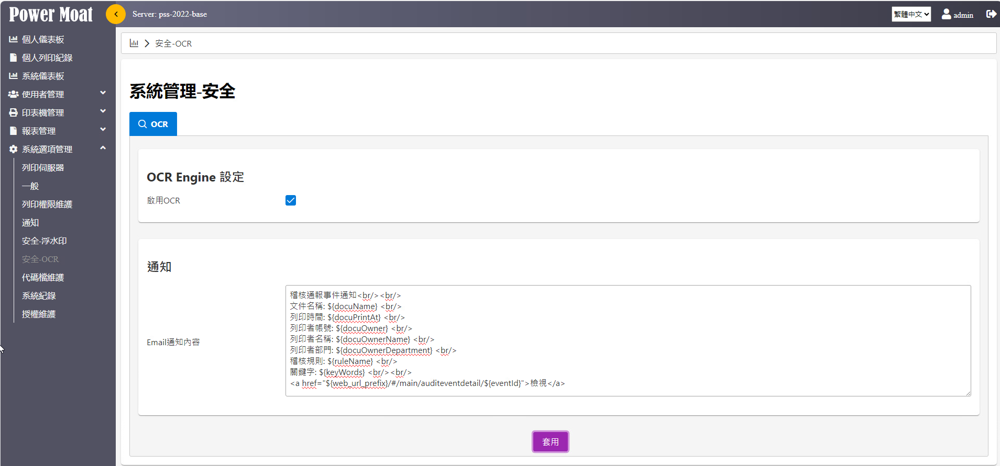 Power Moat
Server: pss-2022-base
繁體中文
admin
個人儀表板
個人列印紀錄
系統儀表板
使用者管理
印表機管理
報表管理
系統選項管理
列印伺服器
一般
列印權限維護
通知
安全-浮水印
安全-OCR
代碼檔維護
系統紀錄
授權維護
安全-OCR
系統管理-安全
OCR
OCR Engine 設定
啟用OCR
通知
Email通知內容
稽核通報事件通知<br/><br/>
文件名稱: ${docuName} <br/>
列印時間: ${docuPrintAt} <br/>
列印者帳號: ${docuOwner} <br/>
列印者名稱: ${docuOwnerName} <br/>
列印者部門: ${docuOwnerDepartment} <br/>
稽核規則: ${ruleName} <br/>
關鍵字: ${keyWords} <br/><br/>
<a href="${web_url_prefix}/#/main/auditeventdetail/${eventId}">檢視</a>
套用